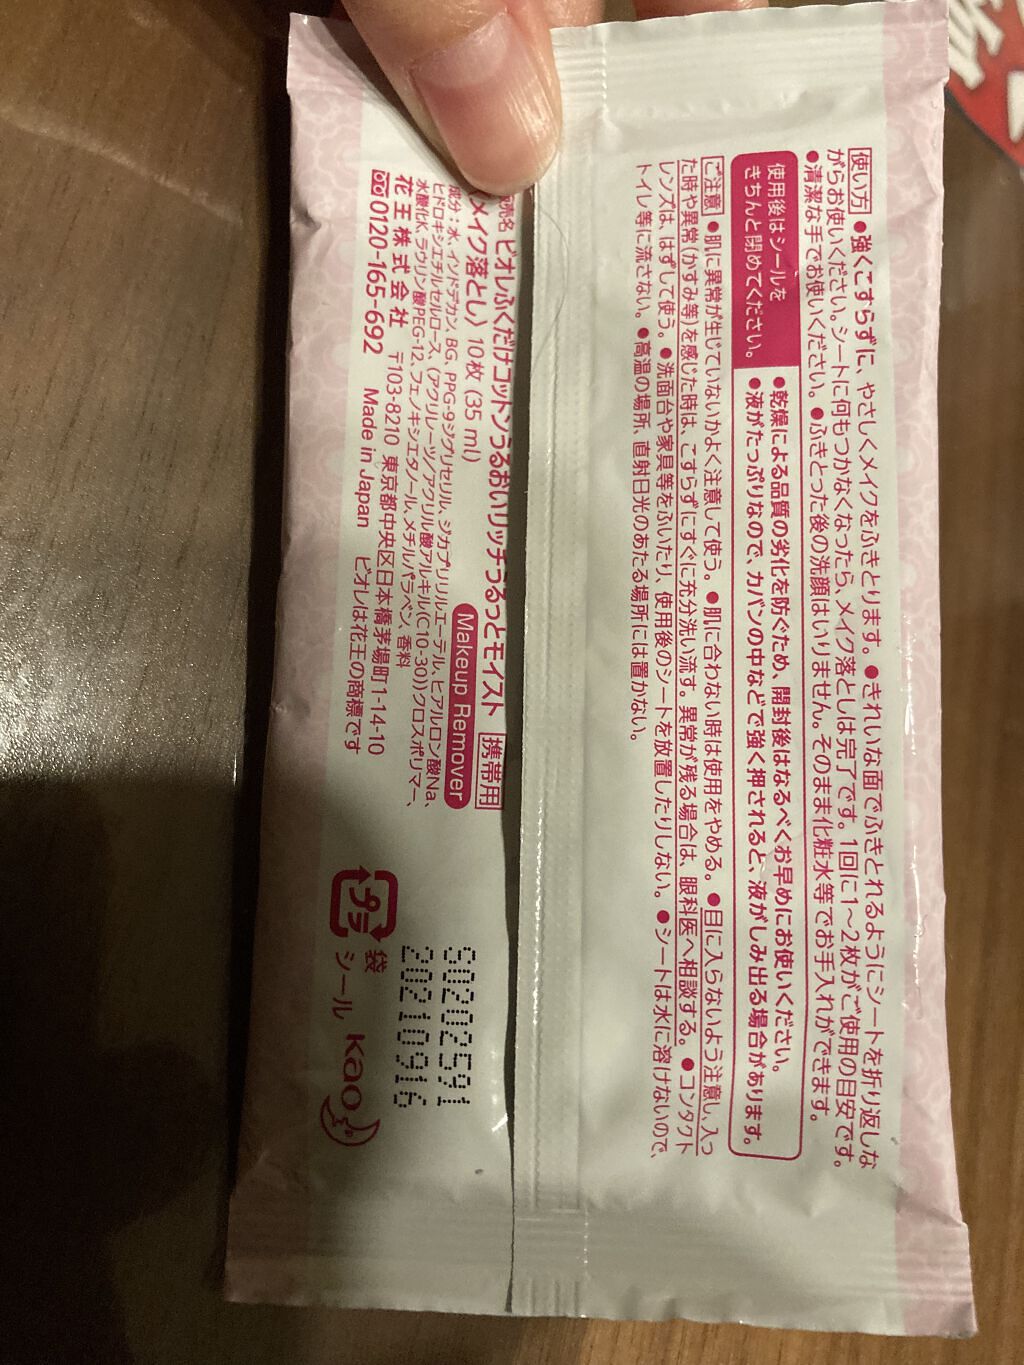 使い方 ●強くこすらずに、やさしくメイクをふきとります。●きれいな面でふきとれるようにシートを折り返しな
がらお使いください。シートに何もつかなくなったら、メイク落としは完了です。1回に1〜2枚がご使用の目安です。
●清潔な手でお使いください。●ふきとった後の洗顔はいりません。そのまま化粧水等でお手入れができます。
使用後はシールを
きちんと閉めてください。
●乾燥による品質の劣化を防ぐため、開封後はなるべくお早めにお使いください。
●液がたっぷりなので、カバンの中などで強く押されると、液がしみ出る場合があります。
ご注意 ●肌に異常が生じていないかよく注意して使う。●肌に合わない時は使用をやめる。●目に入らないよう注意し、入っ
た時や異常(かすみ等)を感じた時は、こすらずにすぐに充分洗い流す。異常が残る場合は、眼科医へ相談する。●コンタクト
レンズは、はずして使う。●洗面台や家具等をふいたり、使用後のシートを放置したりしない。●シートは水に溶けないので、
トイレ等に流さない。●高温の場所、直射日光のあたる場所には置かない。
売名 ビオレふくだけコットンうるおいリッチうるっとモイスト 携帯用
〈メイク落とし〉10枚(35 ml) Makeup Remover
成分：水、イソドデカン、BG、PPG-9ジグリセリル、ジカプリリルエーテル、ヒアルロン酸Na、
ヒドロキシエチルセルロース、(アクリレーツ/アクリル酸アルキル(C10-30))クロスポリマー、
水酸化K、ラウリン酸PEG-12、フェノキシエタノール、メチルパラベン、香料
花王株式会社 〒103-8210 東京都中央区日本橋茅場町1-14-10
0120-165-692 Made in Japan ビオレは花王の商標です
S0202591
20210916
プラ
袋
シール
Kao